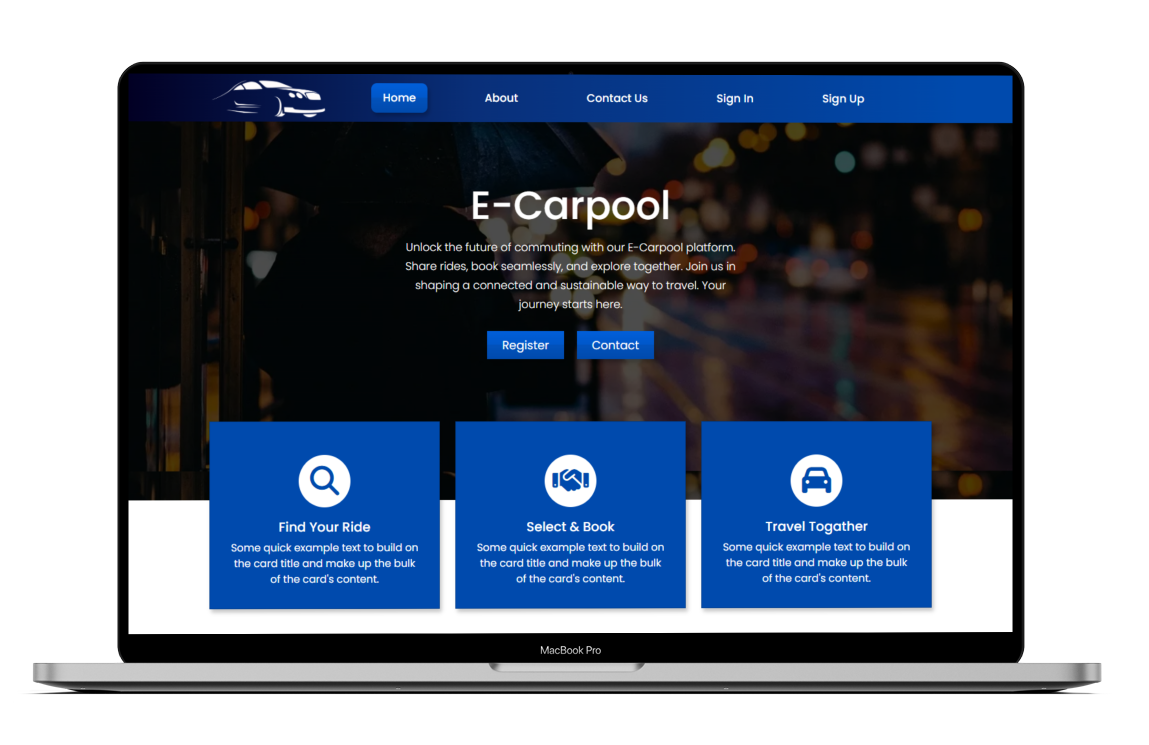 Home About Contact Us Sign In Sign Up
E-Carpool
Unlock the future of commuting with our E-Carpool platform.
Share rides, book seamlessly, and explore together. Join us in
shaping a connected and sustainable way to travel. Your
journey starts here.
Register Contact
Find Your Ride
Some quick example text to build on
the card title and make up the bulk
of the card's content.
Select & Book
Some quick example text to build on
the card title and make up the bulk
of the card's content.
Travel Togather
Some quick example text to build on
the card title and make up the bulk
of the card's content.
MacBook Pro